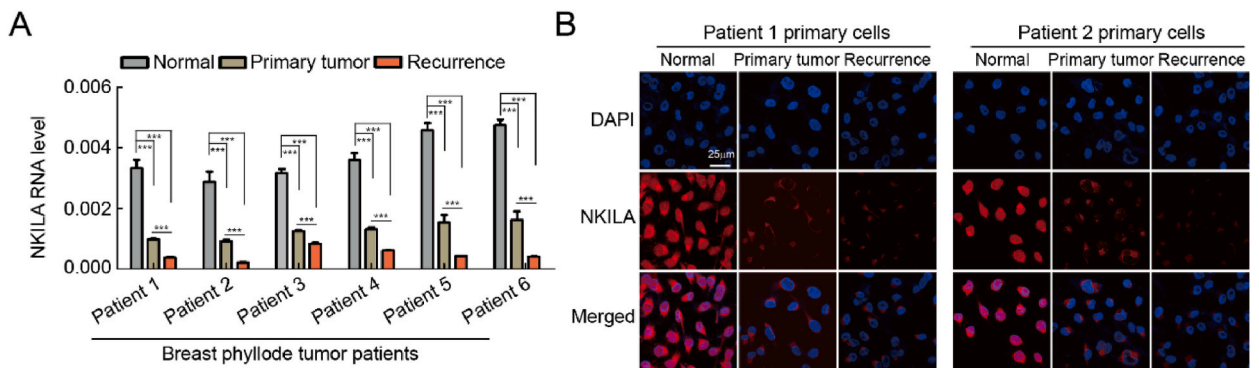 A
Normal Primary tumor Recurrence
NKILA RNA level
0.006
0.004
0.002
0.000
*** *** *** *** *** ***
*** *** *** *** *** ***
*** *** *** *** *** ***
Patient 1 Patient 2 Patient 3 Patient 4 Patient 5 Patient 6
Breast phyllode tumor patients
B
Patient 1 primary cells Patient 2 primary cells
Normal Primary tumor Recurrence Normal Primary tumor Recurrence
DAPI
25μm
NKILA
Merged